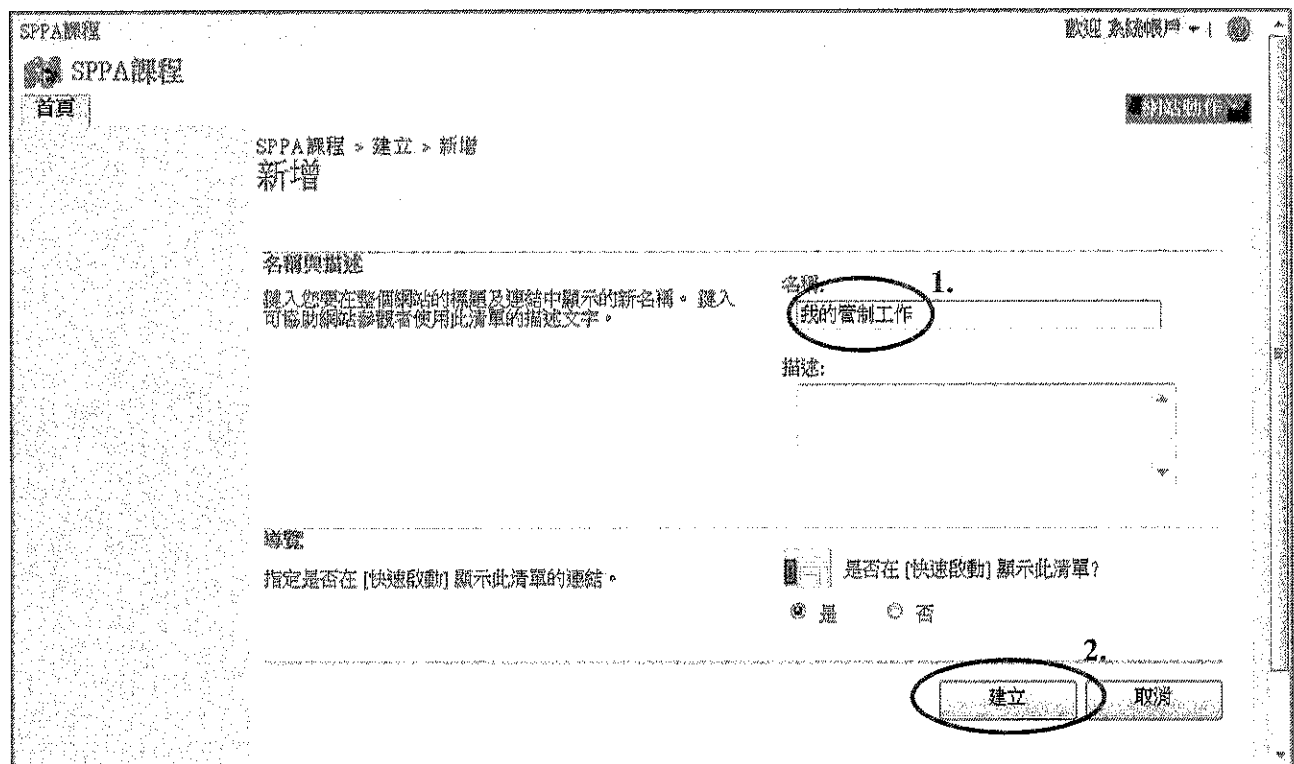 SPPA課程
歡迎 系統帳戶
SPPA課程
首頁
網站動作
SPPA課程 > 建立 > 新增
新增
名稱與描述
鍵入您要在整個網站的標題及連結中顯示的新名稱。 鍵入
可協助網站參觀者使用此清單的描述文字。
名稱:
1.
我的管制工作
描述:
導覽
指定是否在 [快速啟動] 顯示此清單的連結。
是否在 [快速啟動] 顯示此清單?
是 否
2.
建立 取消